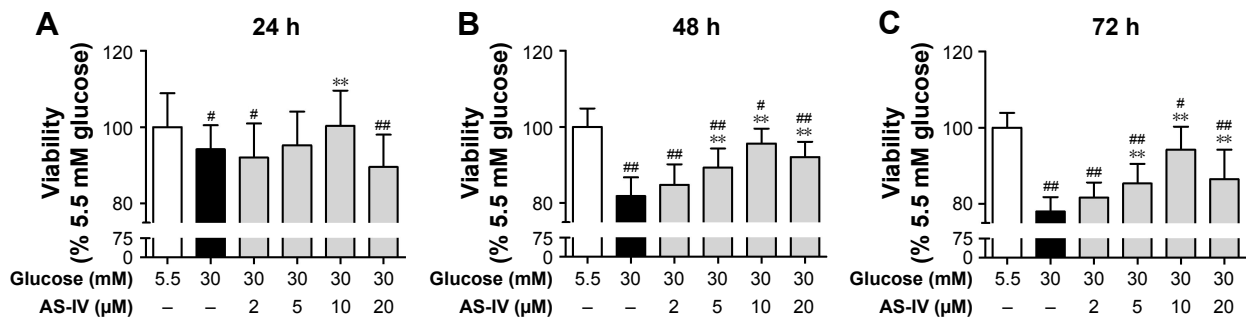 A 24 h
Viability
(% 5.5 mM glucose)
120
100
80
75
0
# # ** ##
Glucose (mM) 5.5 30 30 30 30 30
AS-IV (µM) – – 2 5 10 20
B 48 h
Viability
(% 5.5 mM glucose)
120
100
80
75
0
#
## **
## ## ## ** **
Glucose (mM) 5.5 30 30 30 30 30
AS-IV (µM) – – 2 5 10 20
C 72 h
Viability
(% 5.5 mM glucose)
120
100
80
75
0
#
## ** ##
## ## ** **
Glucose (mM) 5.5 30 30 30 30 30
AS-IV (µM) – – 2 5 10 20